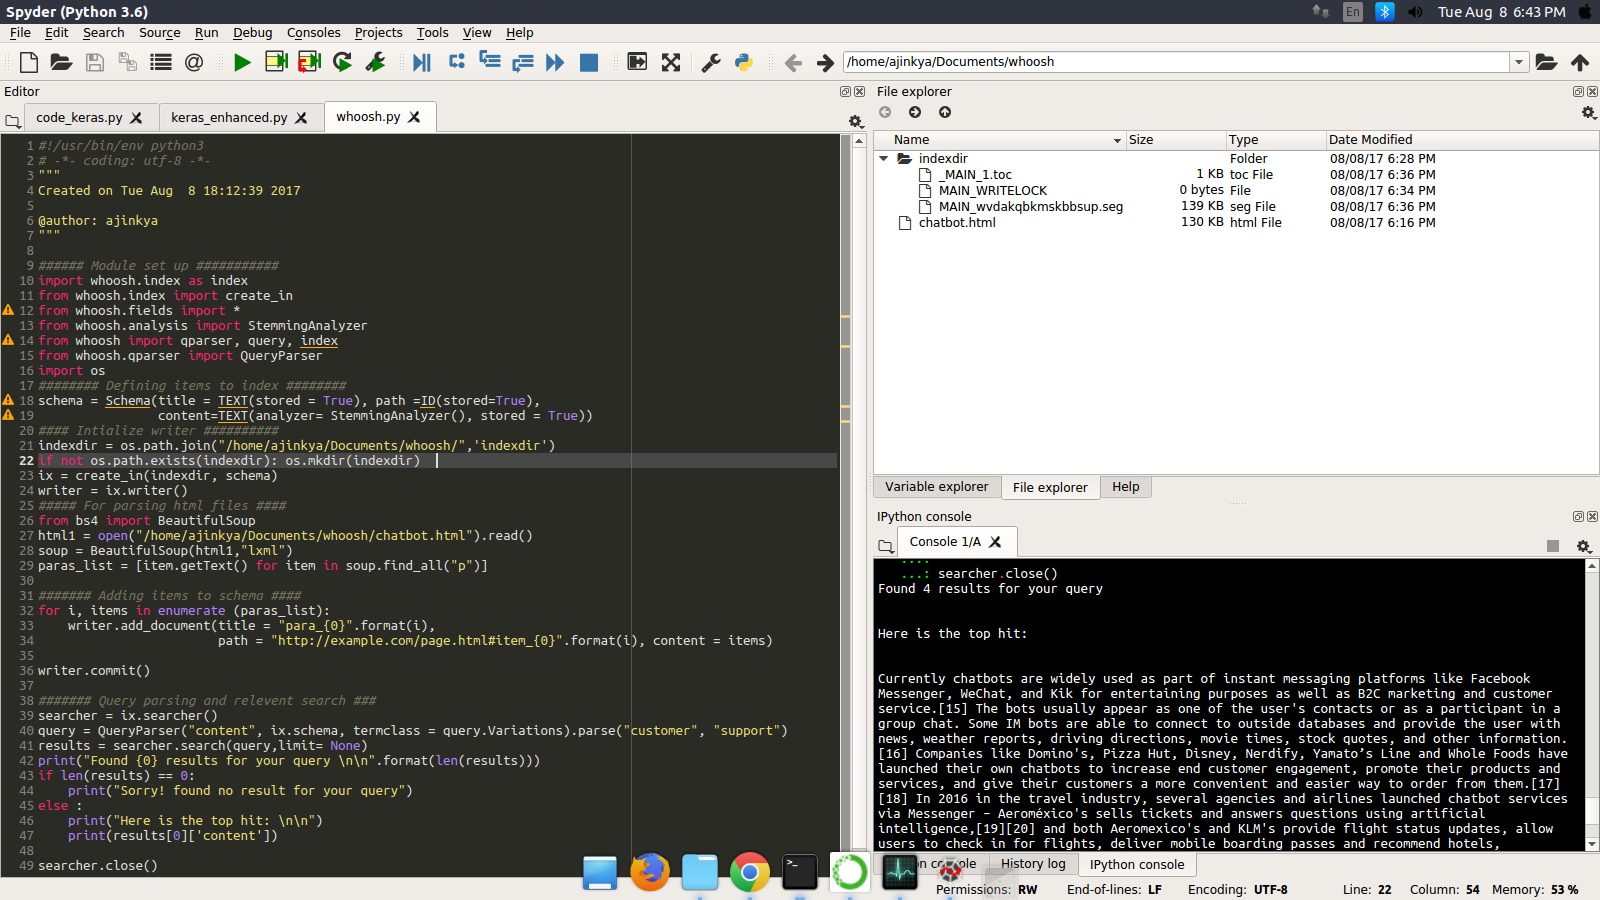 Spyder (Python 3.6)
En
Tue Aug 8 6:43 PM
File Edit Search Source Run Debug Consoles Projects Tools View Help
/home/ajinkya/Documents/whoosh
Editor
code_keras.py
keras_enhanced.py
whoosh.py
1 #!/usr/bin/env python3
2 # -*- coding: utf-8 -*-
3 """
4 Created on Tue Aug  8 18:12:39 2017
5
6 @author: ajinkya
7 """
8
9 ###### Module set up ###########
10 import whoosh.index as index
11 from whoosh.index import create_in
12 from whoosh.fields import *
13 from whoosh.analysis import StemmingAnalyzer
14 from whoosh import qparser, query, index
15 from whoosh.qparser import QueryParser
16 import os
17 ######## Defining items to index ########
18 schema = Schema(title = TEXT(stored = True), path =ID(stored=True),
19                 content=TEXT(analyzer= StemmingAnalyzer(), stored = True))
20 #### Intialize writer ##########
21 indexdir = os.path.join("/home/ajinkya/Documents/whoosh/",'indexdir')
22 if not os.path.exists(indexdir): os.mkdir(indexdir)
23 ix = create_in(indexdir, schema)
24 writer = ix.writer()
25 ##### For parsing html files ####
26 from bs4 import BeautifulSoup
27 html1 = open("/home/ajinkya/Documents/whoosh/chatbot.html").read()
28 soup = BeautifulSoup(html1,"lxml")
29 paras_list = [item.getText() for item in soup.find_all("p")]
30
31 ####### Adding items to schema ####
32 for i, items in enumerate (paras_list):
33     writer.add_document(title = "para_{0}".format(i),
34                         path = "http://example.com/page.html#item_{0}".format(i), content = items)
35
36 writer.commit()
37
38 ####### Query parsing and relevent search ###
39 searcher = ix.searcher()
40 query = QueryParser("content", ix.schema, termclass = query.Variations).parse("customer", "support")
41 results = searcher.search(query,limit= None)
42 print("Found {0} results for your query \n\n".format(len(results)))
43 if len(results) == 0:
44     print("Sorry! found no result for your query")
45 else :
46     print("Here is the top hit: \n\n")
47     print(results[0]['content'])
48
49 searcher.close()
File explorer
Name Size Type Date Modified
indexdir Folder 08/08/17 6:28 PM
_MAIN_1.toc 1 KB toc File 08/08/17 6:36 PM
MAIN_WRITELOCK 0 bytes File 08/08/17 6:34 PM
MAIN_wvdakqbkmskbbsup.seg 139 KB seg File 08/08/17 6:36 PM
chatbot.html 130 KB html File 08/08/17 6:16 PM
Variable explorer File explorer Help
IPython console
Console 1/A
...: searcher.close()
Found 4 results for your query
Here is the top hit:
Currently chatbots are widely used as part of instant messaging platforms like Facebook
Messenger, WeChat, and Kik for entertaining purposes as well as B2C marketing and customer
service.[15] The bots usually appear as one of the user's contacts or as a participant in a
group chat. Some IM bots are able to connect to outside databases and provide the user with
news, weather reports, driving directions, movie times, stock quotes, and other information.
[16] Companies like Domino's, Pizza Hut, Disney, Nerdify, Yamato’s Line and Whole Foods have
launched their own chatbots to increase end customer engagement, promote their products and
services, and give their customers a more convenient and easier way to order from them.[17]
[18] In 2016 in the travel industry, several agencies and airlines launched chatbot services
via Messenger – Aeroméxico's sells tickets and answers questions using artificial
intelligence,[19][20] and both Aeromexico's and KLM's provide flight status updates, allow
users to check in for flights, deliver mobile boarding passes and recommend hotels,
console History log IPython console
Permissions: RW End-of-lines: LF Encoding: UTF-8 Line: 22 Column: 54 Memory: 53 %